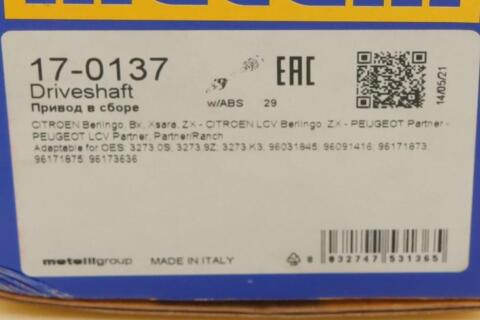 17-0137
Driveshaft
Привод в сборе
w/ABS 29
EAC
14/05/21
CITROEN Berlingo, Bx, Xsara, ZX - CITROEN LCV Berlingo, ZX - PEUGEOT Partner -
PEUGEOT LCV Partner, Partner/Ranch
Adaptable for OES: 3273.0S, 3273.9Z, 3273.K3, 96031845, 96091416, 96171873,
96171875, 96173636
metelligroup MADE IN ITALY
8 032747 531365